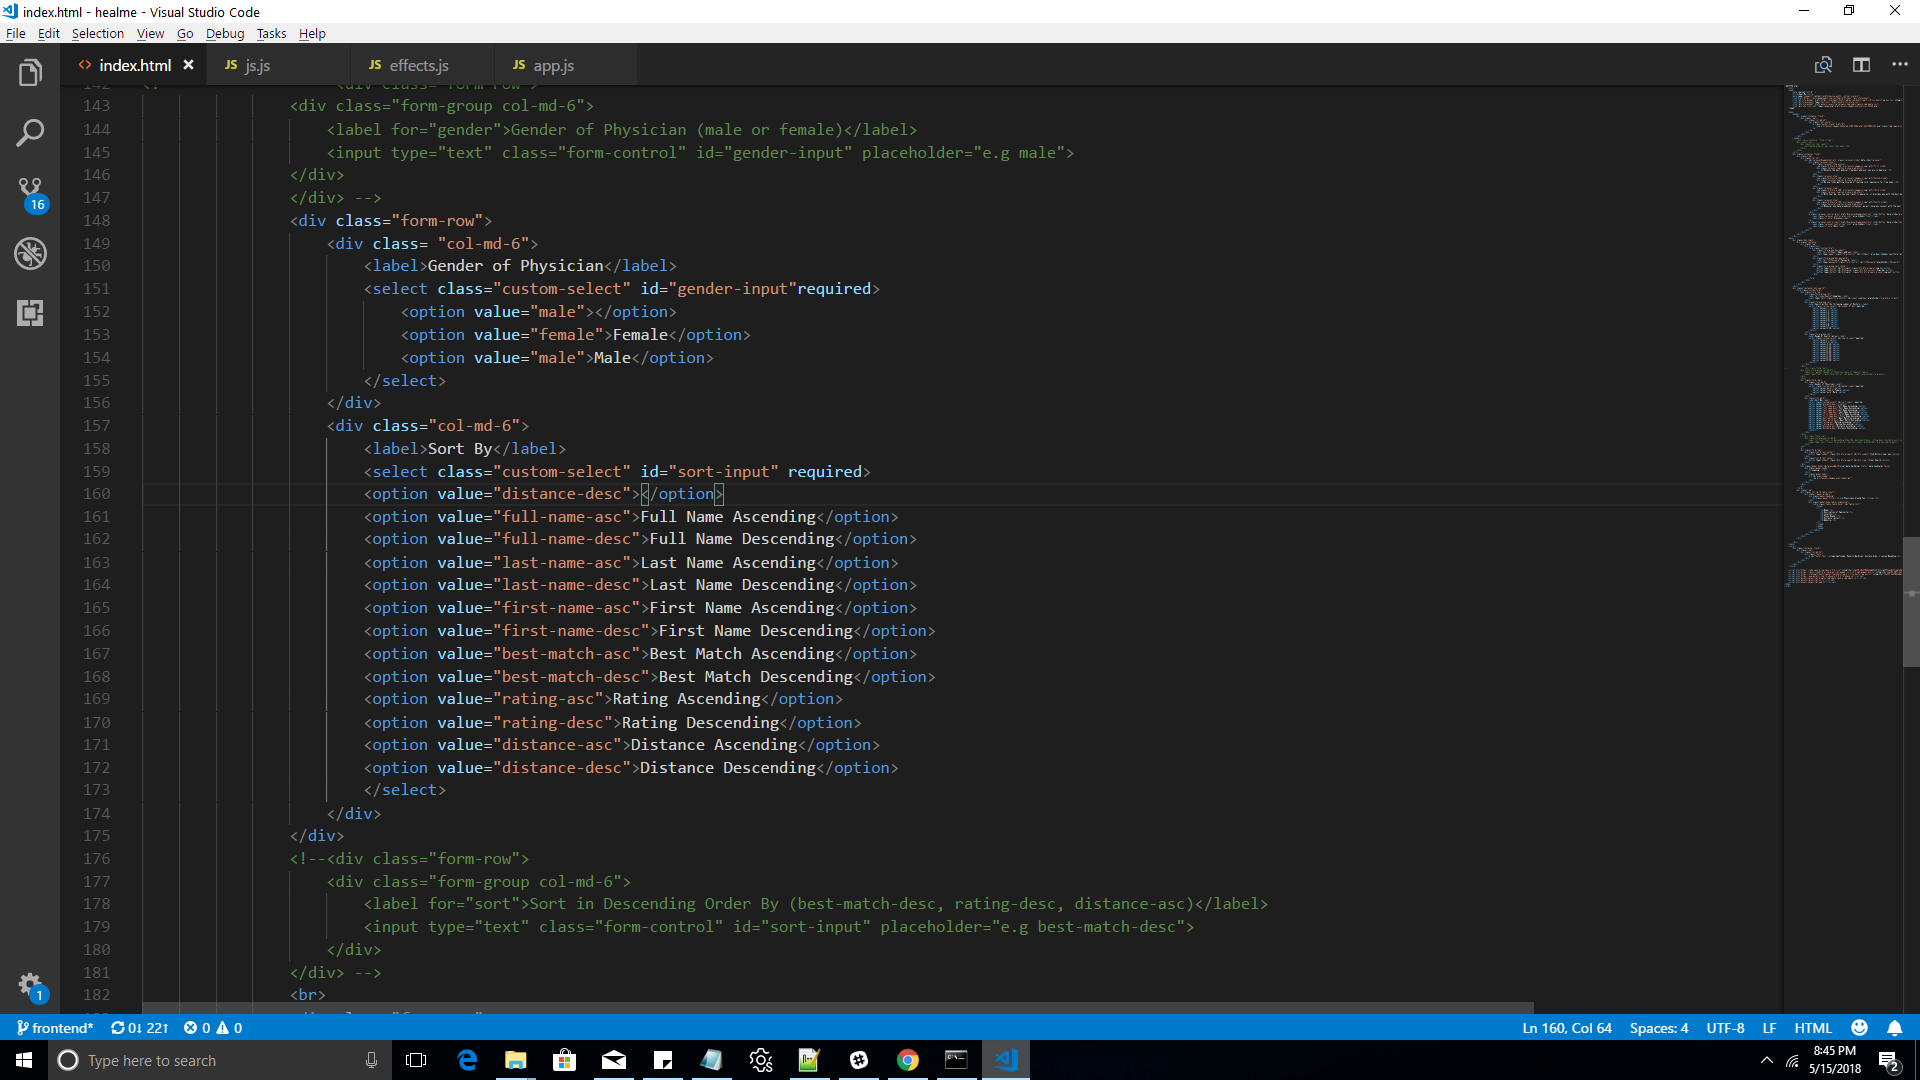 index.html - healme - Visual Studio Code
File Edit Selection View Go Debug Tasks Help
<> index.html × JS js.js JS effects.js JS app.js
142 <div class="form-row">
143 <div class="form-group col-md-6">
144 <label for="gender">Gender of Physician (male or female)</label>
145 <input type="text" class="form-control" id="gender-input" placeholder="e.g male">
146 </div>
147 </div> -->
148 <div class="form-row">
149 <div class= "col-md-6">
150 <label>Gender of Physician</label>
151 <select class="custom-select" id="gender-input"required>
152 <option value="male"></option>
153 <option value="female">Female</option>
154 <option value="male">Male</option>
155 </select>
156 </div>
157 <div class="col-md-6">
158 <label>Sort By</label>
159 <select class="custom-select" id="sort-input" required>
160 <option value="distance-desc"></option>
161 <option value="full-name-asc">Full Name Ascending</option>
162 <option value="full-name-desc">Full Name Descending</option>
163 <option value="last-name-asc">Last Name Ascending</option>
164 <option value="last-name-desc">Last Name Descending</option>
165 <option value="first-name-asc">First Name Ascending</option>
166 <option value="first-name-desc">First Name Descending</option>
167 <option value="best-match-asc">Best Match Ascending</option>
168 <option value="best-match-desc">Best Match Descending</option>
169 <option value="rating-asc">Rating Ascending</option>
170 <option value="rating-desc">Rating Descending</option>
171 <option value="distance-asc">Distance Ascending</option>
172 <option value="distance-desc">Distance Descending</option>
173 </select>
174 </div>
175 </div>
176 <!--<div class="form-row">
177 <div class="form-group col-md-6">
178 <label for="sort">Sort in Descending Order By (best-match-desc, rating-desc, distance-asc)</label>
179 <input type="text" class="form-control" id="sort-input" placeholder="e.g best-match-desc">
180 </div>
181 </div> -->
182 <br>
16
1
frontend* 0↓ 22↑ 0 0 Ln 160, Col 64 Spaces: 4 UTF-8 LF HTML
Type here to search
8:45 PM
5/15/2018
2